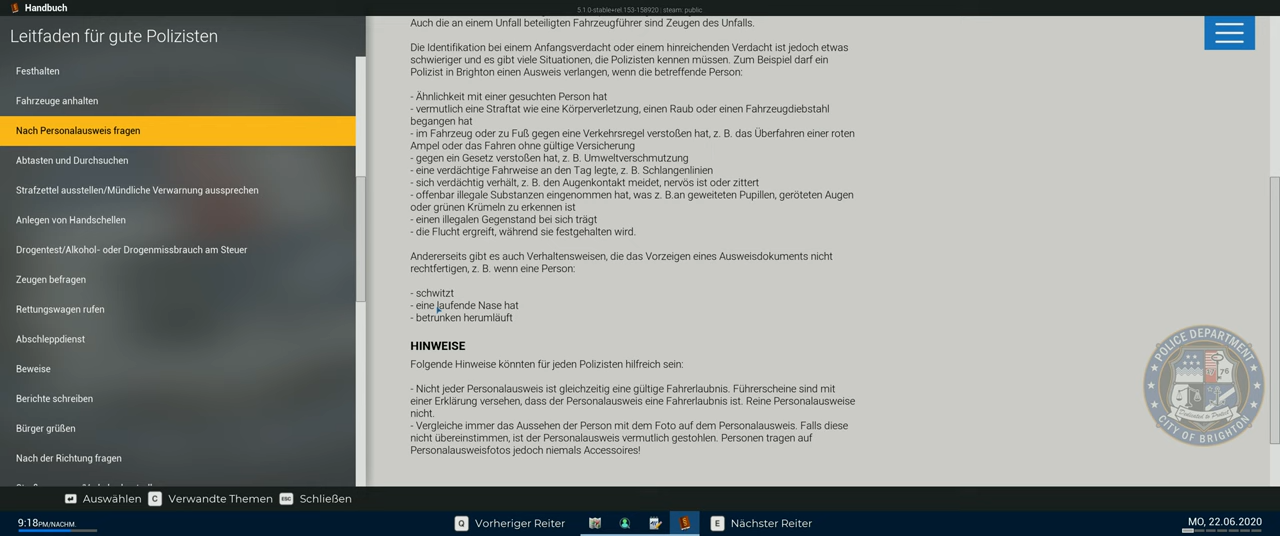 Handbuch
5.1.0-stable+rel.153-158920 | steam: public
Leitfaden für gute Polizisten
Festhalten
Fahrzeuge anhalten
Nach Personalausweis fragen
Abtasten und Durchsuchen
Strafzettel ausstellen/Mündliche Verwarnung aussprechen
Anlegen von Handschellen
Drogentest/Alkohol- oder Drogenmissbrauch am Steuer
Zeugen befragen
Rettungswagen rufen
Abschleppdienst
Beweise
Berichte schreiben
Bürger grüßen
Nach der Richtung fragen
Auch die an einem Unfall beteiligten Fahrzeugführer sind Zeugen des Unfalls.
Die Identifikation bei einem Anfangsverdacht oder einem hinreichenden Verdacht ist jedoch etwas
schwieriger und es gibt viele Situationen, die Polizisten kennen müssen. Zum Beispiel darf ein
Polizist in Brighton einen Ausweis verlangen, wenn die betreffende Person:
- Ähnlichkeit mit einer gesuchten Person hat
- vermutlich eine Straftat wie eine Körperverletzung, einen Raub oder einen Fahrzeugdiebstahl
begangen hat
- im Fahrzeug oder zu Fuß gegen eine Verkehrsregel verstoßen hat, z. B. das Überfahren einer roten
Ampel oder das Fahren ohne gültige Versicherung
- gegen ein Gesetz verstoßen hat, z. B. Umweltverschmutzung
- eine verdächtige Fahrweise an den Tag legte, z. B. Schlangenlinien
- sich verdächtig verhält, z. B. den Augenkontakt meidet, nervös ist oder zittert
- offenbar illegale Substanzen eingenommen hat, was z. B.an geweiteten Pupillen, geröteten Augen
oder grünen Krümeln zu erkennen ist
- einen illegalen Gegenstand bei sich trägt
- die Flucht ergreift, während sie festgehalten wird.
Andererseits gibt es auch Verhaltensweisen, die das Vorzeigen eines Ausweisdokuments nicht
rechtfertigen, z. B. wenn eine Person:
- schwitzt
- eine laufende Nase hat
- betrunken herumläuft
HINWEISE
Folgende Hinweise könnten für jeden Polizisten hilfreich sein:
- Nicht jeder Personalausweis ist gleichzeitig eine gültige Fahrerlaubnis. Führerscheine sind mit
einer Erklärung versehen, dass der Personalausweis eine Fahrerlaubnis ist. Reine Personalausweise
nicht.
- Vergleiche immer das Aussehen der Person mit dem Foto auf dem Personalausweis. Falls diese
nicht übereinstimmen, ist der Personalausweis vermutlich gestohlen. Personen tragen auf
Personalausweisfotos jedoch niemals Accessoires!
POLICE DEPARTMENT
17 76
Dedicated to Protect
CITY OF BRIGHTON
Auswählen C Verwandte Themen ESC Schließen
9:18PM/NACHM.
Q Vorheriger Reiter E Nächster Reiter
MO, 22.06.2020